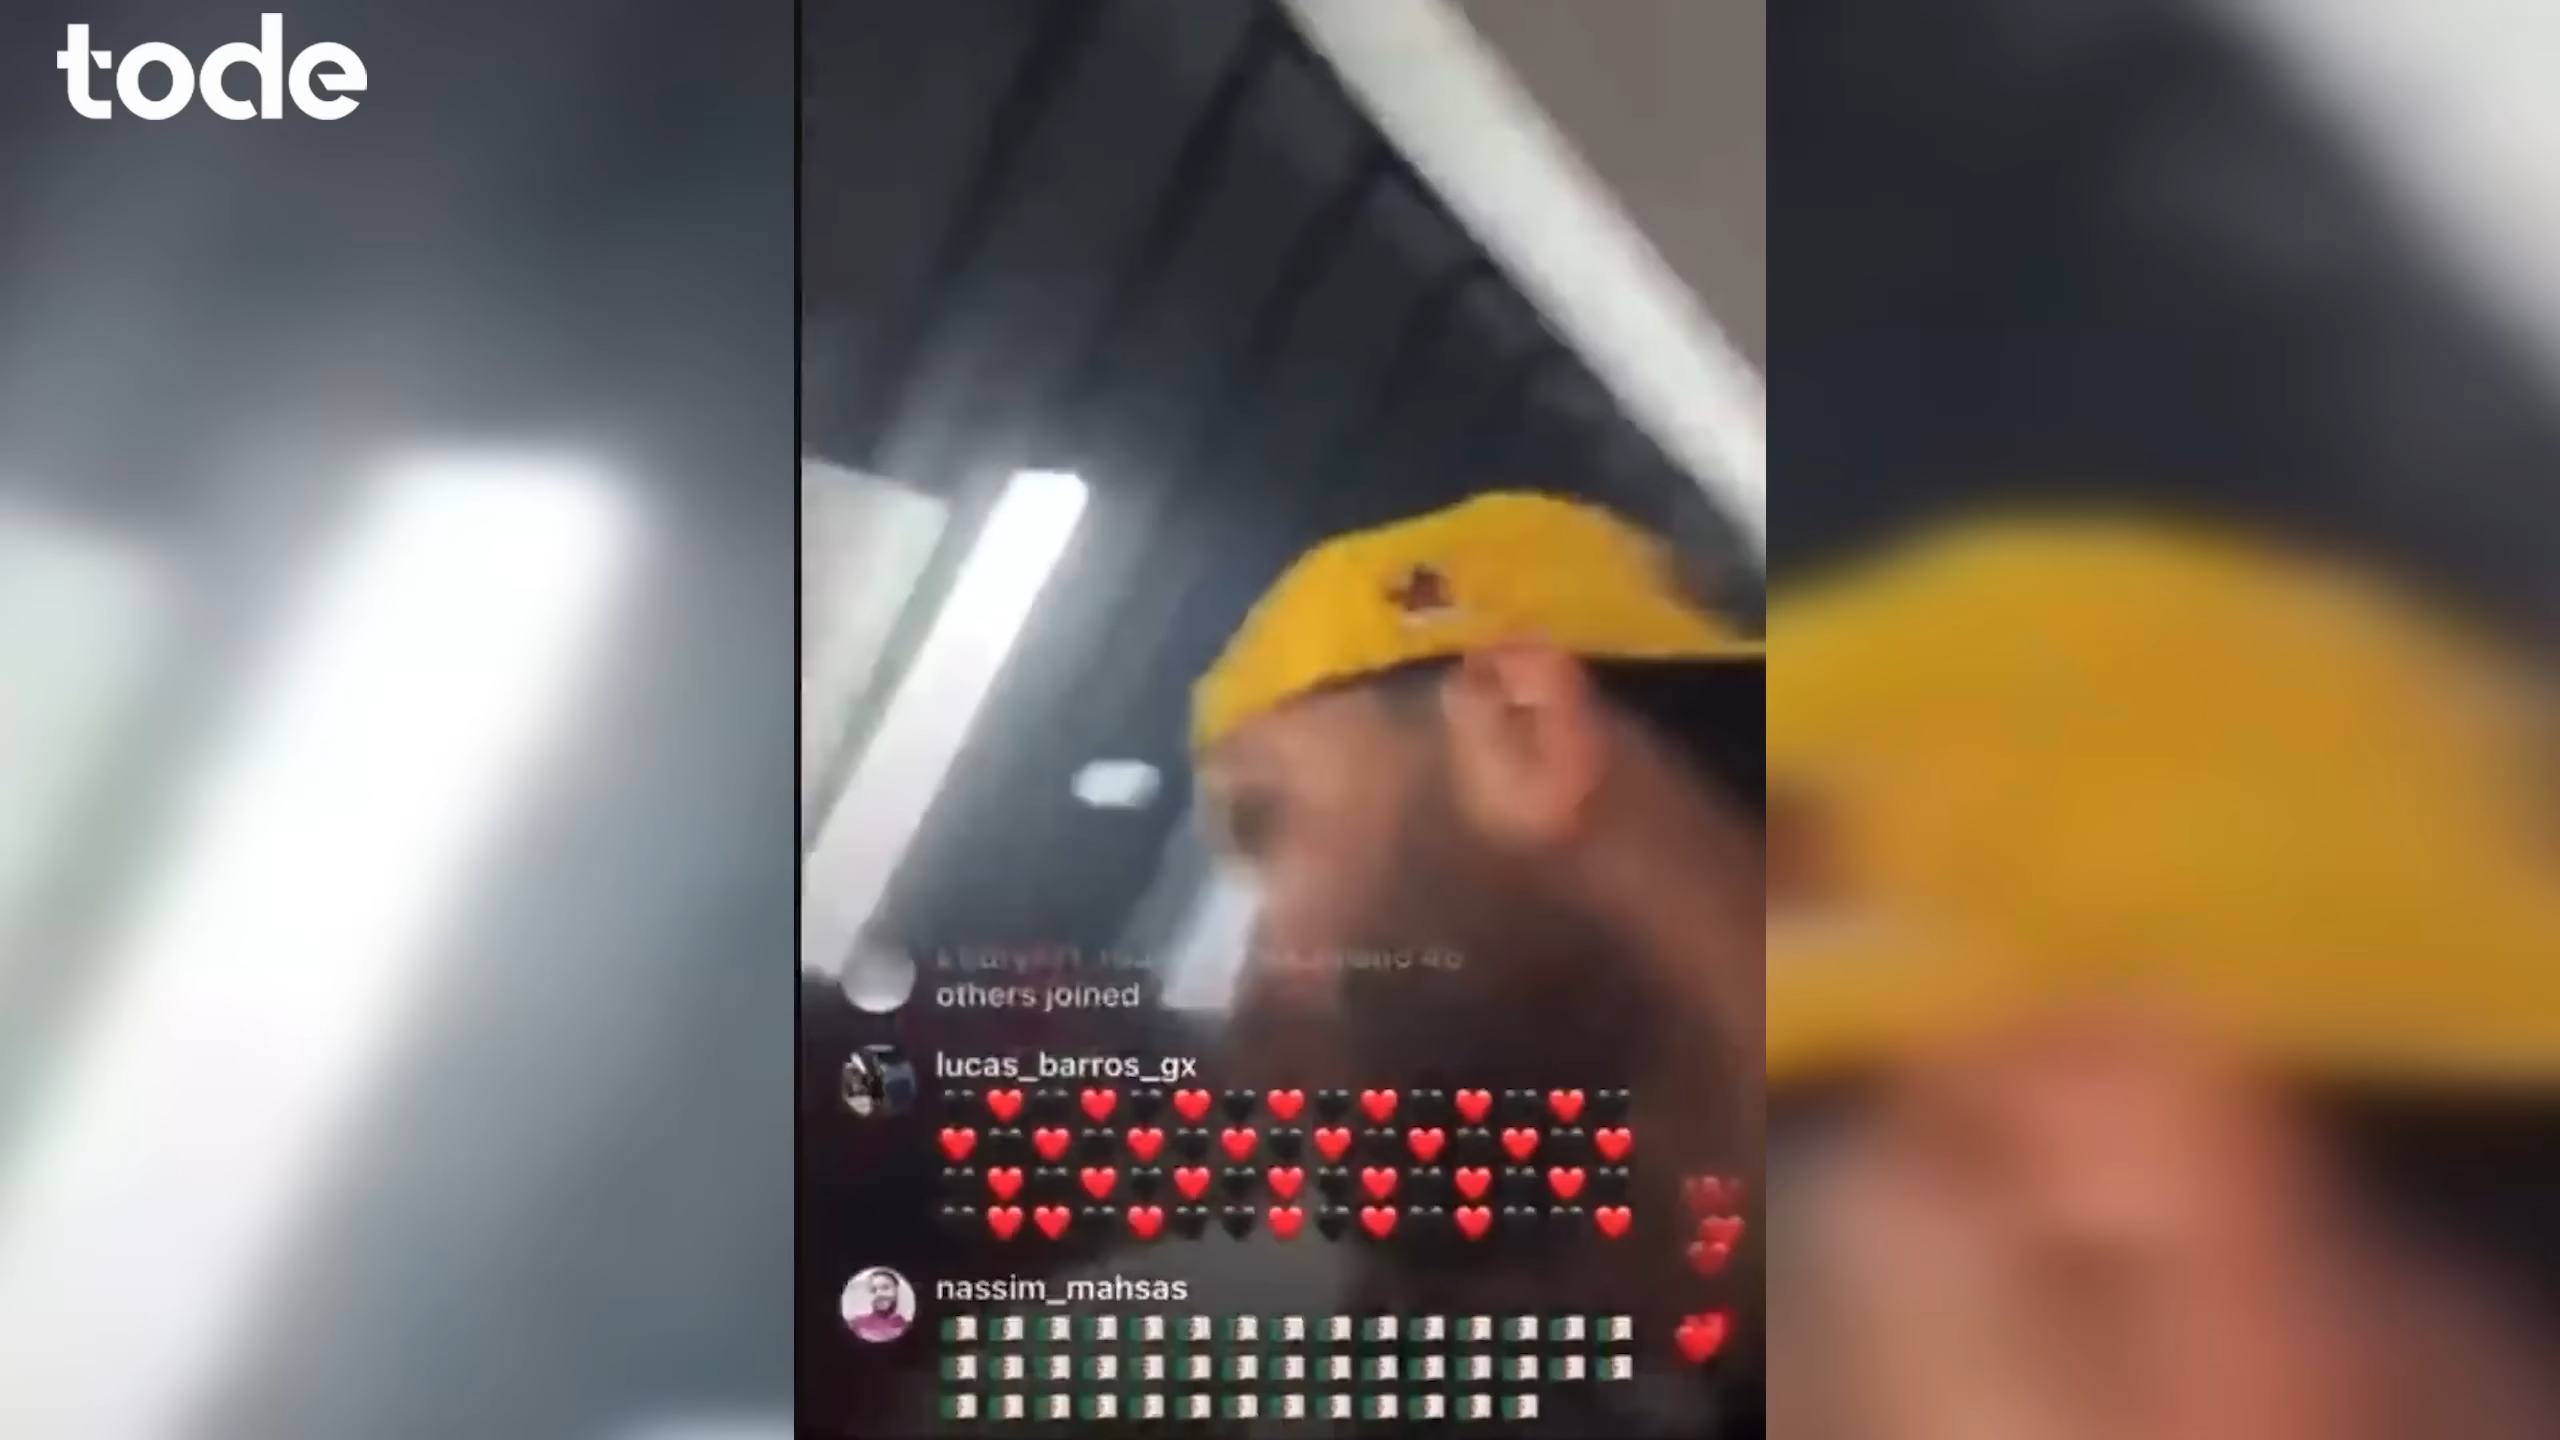 tode
others joined
lucas_barros_gx
nassim_mahsas